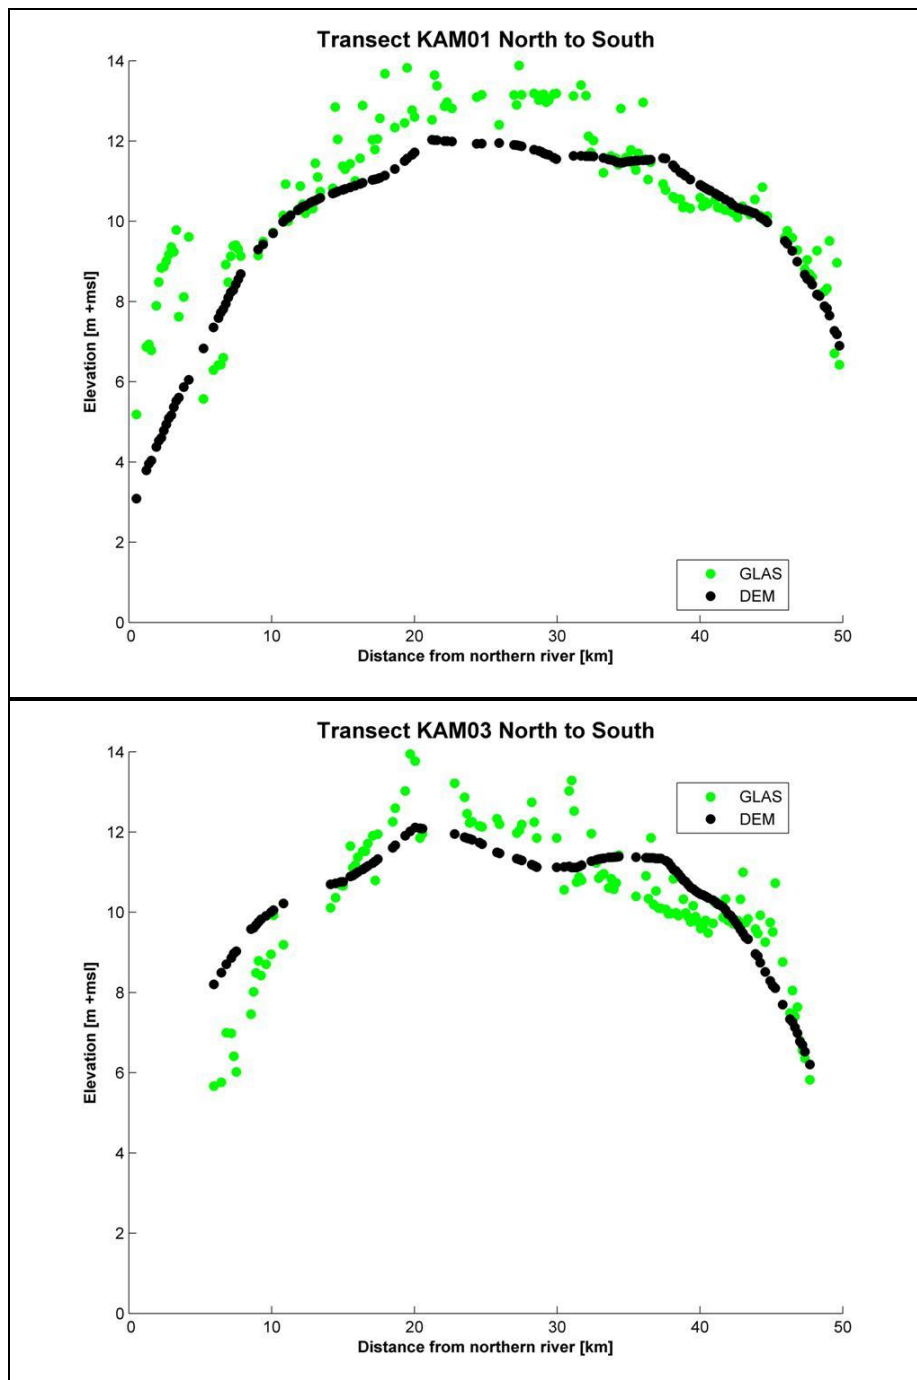 Transect KAM01 North to South
14
12
10
8
6
4
2
0
Elevation [m +msl]
GLAS
DEM
0 10 20 30 40 50
Distance from northern river [km]
Transect KAM03 North to South
14
12
10
8
6
4
2
0
Elevation [m +msl]
GLAS
DEM
0 10 20 30 40 50
Distance from northern river [km]